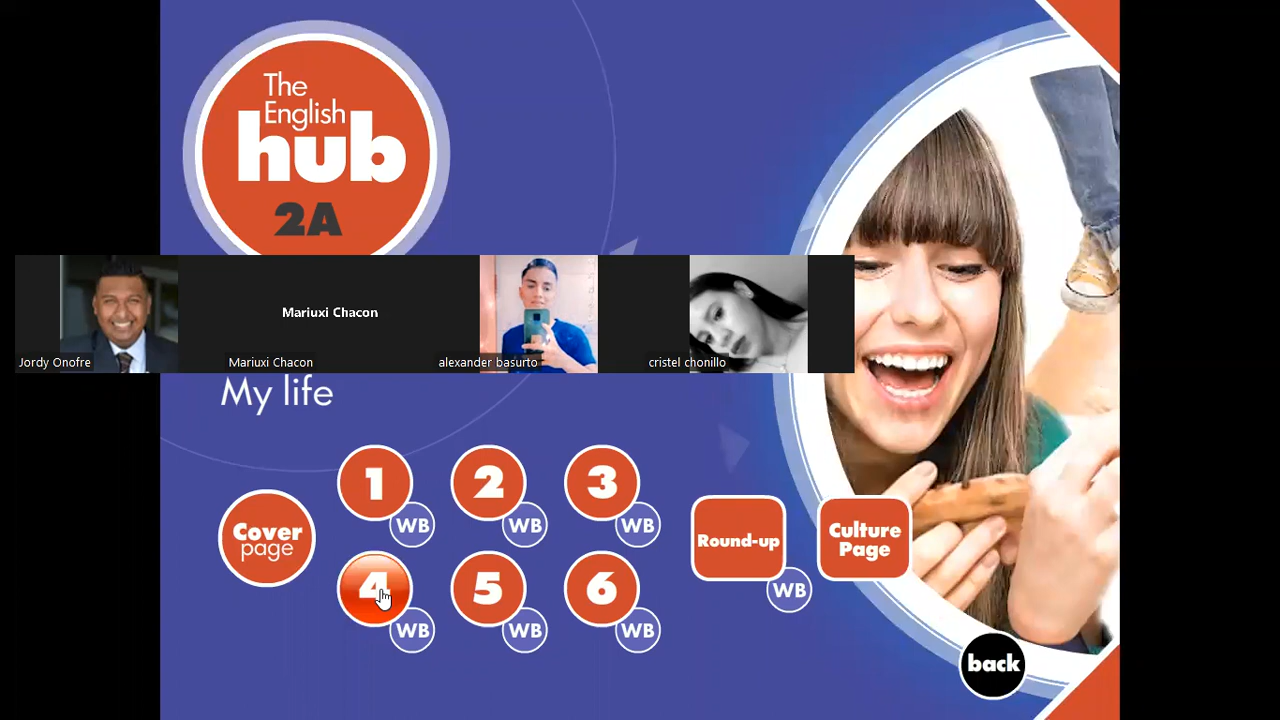 The
English
hub
2A
Mariuxi Chacon
Jordy Onofre
Mariuxi Chacon
alexander basurto
cristel chonillo
My life
Cover
page
1
WB
2
WB
3
WB
4
WB
5
WB
6
WB
Round-up
WB
Culture
Page
back